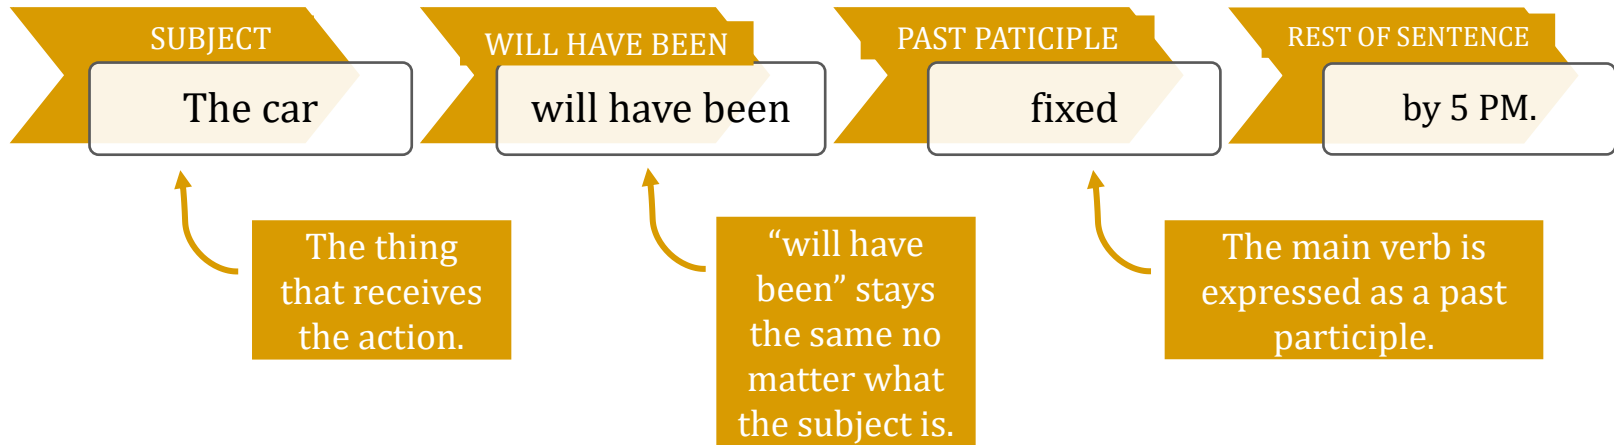 SUBJECT
WILL HAVE BEEN
PAST PATICIPLE
REST OF SENTENCE
The car
will have been
fixed
by 5 PM.
The thing
that receives
the action.
“will have
been” stays
the same no
matter what
the subject is.
The main verb is
expressed as a past
participle.